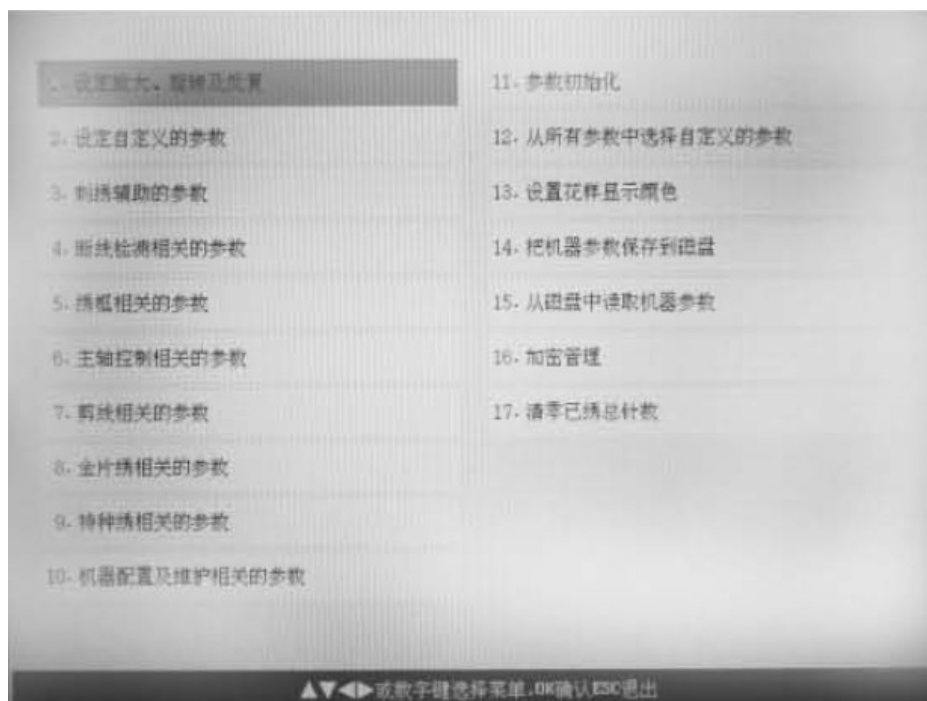 1. 设定放大、旋转及反复
2. 设定自定义的参数
3. 刺绣辅助的参数
4. 断线检测相关的参数
5. 绣框相关的参数
6. 主轴控制相关的参数
7. 剪线相关的参数
8. 金片绣相关的参数
9. 特种绣相关的参数
10. 机器配置及维护相关的参数
11. 参数初始化
12. 从所有参数中选择自定义的参数
13. 设置花样显示颜色
14. 把机器参数保存到磁盘
15. 从磁盘中读取机器参数
16. 加密管理
17. 清零已绣总针数
▲▼◀▶或数字键选择菜单,OK确认ESC退出